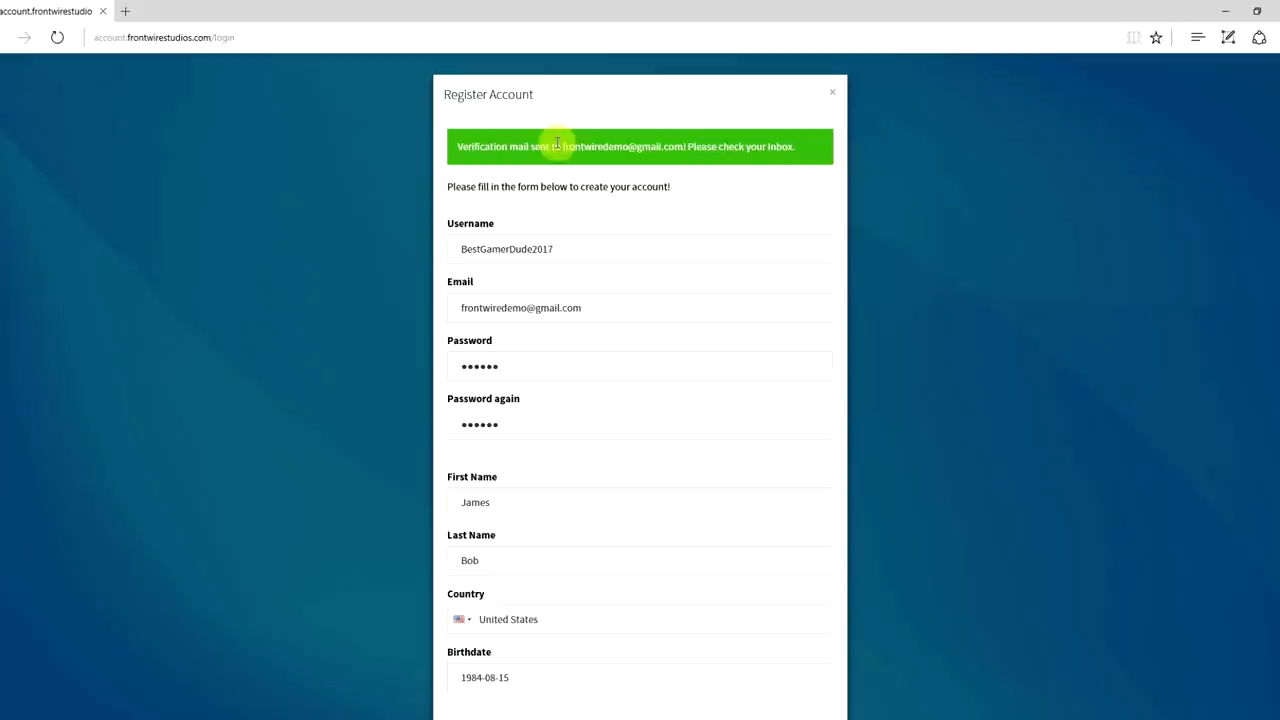 account.frontwirestudio
account.frontwirestudios.com/login
Register Account
Verification mail sent to frontwiredemo@gmail.com! Please check your Inbox.
Please fill in the form below to create your account!
Username
BestGamerDude2017
Email
frontwiredemo@gmail.com
Password
••••••
Password again
••••••
First Name
James
Last Name
Bob
Country
United States
Birthdate
1984-08-15